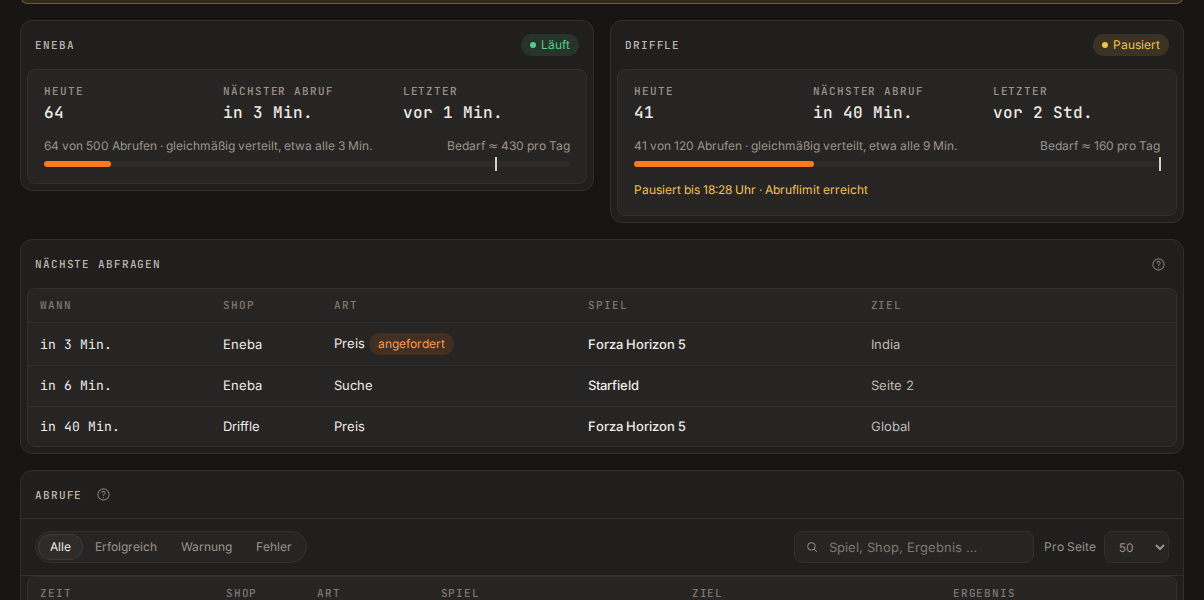 ENEBA
Läuft
HEUTE NÄCHSTER ABRUF LETZTER
64 in 3 Min. vor 1 Min.
64 von 500 Abrufen · gleichmäßig verteilt, etwa alle 3 Min. Bedarf ≈ 430 pro Tag
DRIFFLE
Pausiert
HEUTE NÄCHSTER ABRUF LETZTER
41 in 40 Min. vor 2 Std.
41 von 120 Abrufen · gleichmäßig verteilt, etwa alle 9 Min. Bedarf ≈ 160 pro Tag
Pausiert bis 18:28 Uhr · Abruflimit erreicht
NÄCHSTE ABFRAGEN
WANN SHOP ART SPIEL ZIEL
in 3 Min. Eneba Preis angefordert Forza Horizon 5 India
in 6 Min. Eneba Suche Starfield Seite 2
in 40 Min. Driffle Preis Forza Horizon 5 Global
ABRUFE
Alle Erfolgreich Warnung Fehler Spiel, Shop, Ergebnis ... Pro Seite 50
ZEIT SHOP ART SPIEL ZIEL ERGEBNIS